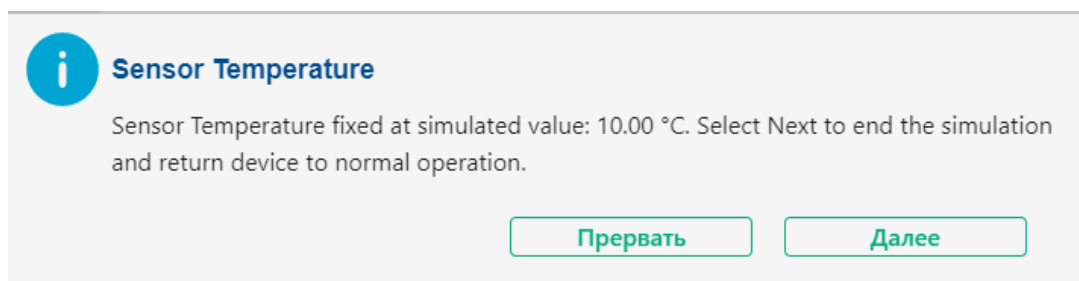 Sensor Temperature
Sensor Temperature fixed at simulated value: 10.00 °C. Select Next to end the simulation
and return device to normal operation.
Прервать Далее